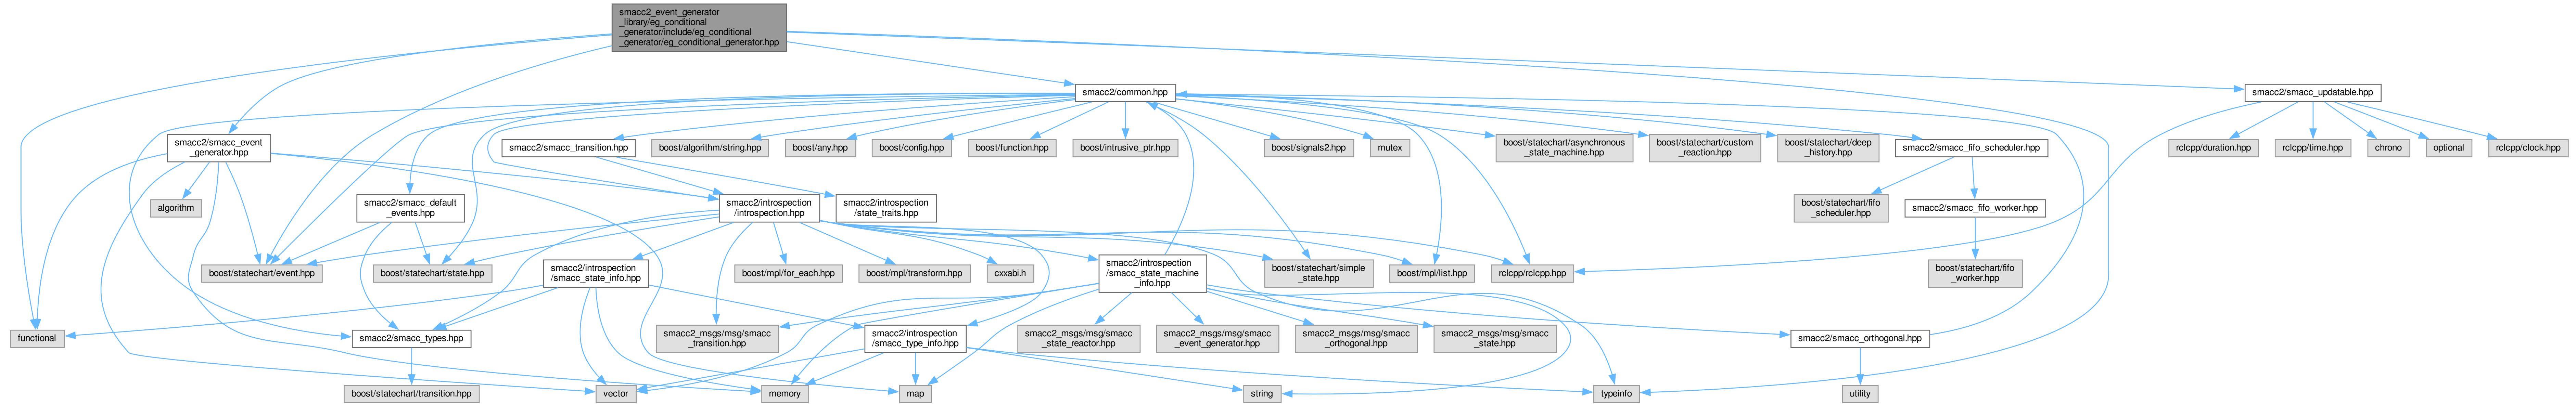 smacc2_event_generator
_library/eg_conditional
_generator/include/eg_conditional
_generator/eg_conditional_generator.hpp
smacc2/common.hpp
smacc2/smacc_updatable.hpp
smacc2/smacc_event
_generator.hpp
smacc2/smacc_transition.hpp
boost/algorithm/string.hpp
boost/any.hpp
boost/config.hpp
boost/function.hpp
boost/intrusive_ptr.hpp
boost/signals2.hpp
mutex
boost/statechart/asynchronous
_state_machine.hpp
boost/statechart/custom
_reaction.hpp
boost/statechart/deep
_history.hpp
smacc2/smacc_fifo_scheduler.hpp
rclcpp/duration.hpp
rclcpp/time.hpp
chrono
optional
rclcpp/clock.hpp
algorithm
smacc2/smacc_default
_events.hpp
smacc2/introspection
/introspection.hpp
smacc2/introspection
/state_traits.hpp
boost/statechart/fifo
_scheduler.hpp
smacc2/smacc_fifo_worker.hpp
boost/statechart/event.hpp
boost/statechart/state.hpp
smacc2/introspection
/smacc_state_info.hpp
boost/mpl/for_each.hpp
boost/mpl/transform.hpp
cxxabi.h
smacc2/introspection
/smacc_state_machine
_info.hpp
boost/statechart/simple
_state.hpp
boost/mpl/list.hpp
rclcpp/rclcpp.hpp
boost/statechart/fifo
_worker.hpp
functional
smacc2/smacc_types.hpp
smacc2_msgs/msg/smacc
_transition.hpp
smacc2/introspection
/smacc_type_info.hpp
smacc2_msgs/msg/smacc
_state_reactor.hpp
smacc2_msgs/msg/smacc
_event_generator.hpp
smacc2_msgs/msg/smacc
_orthogonal.hpp
smacc2_msgs/msg/smacc
_state.hpp
smacc2/smacc_orthogonal.hpp
boost/statechart/transition.hpp
vector
memory
map
string
typeinfo
utility